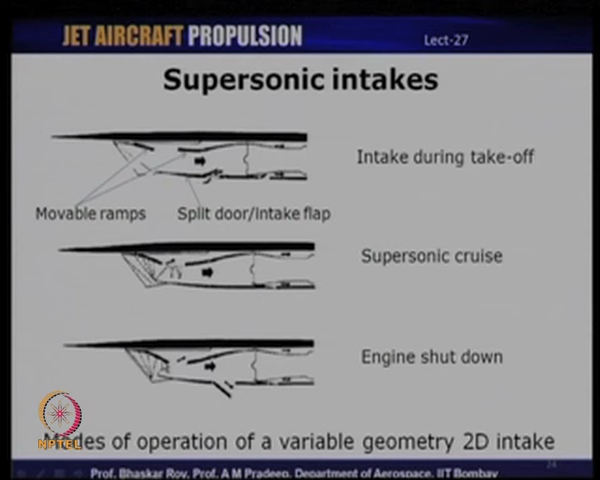 JET AIRCRAFT PROPULSION
Lect-27
Supersonic intakes
Intake during take-off
Movable ramps
Split door/intake flap
Supersonic cruise
Engine shut down
NPTEL
Modes of operation of a variable geometry 2D intake
24
Prof. Bhaskar Roy, Prof. A M Pradeep, Department of Aerospace, IIT Bombay